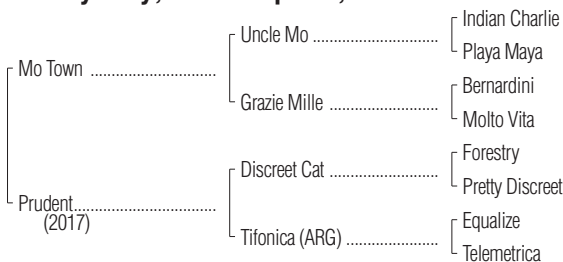 Indian Charlie
Uncle Mo
Playa Maya
Mo Town
Bernardini
Grazie Mille
Molto Vita
Forestry
Discreet Cat
Pretty Discreet
Prudent
(2017)
Equalize
Tifonica (ARG)
Telemetrica